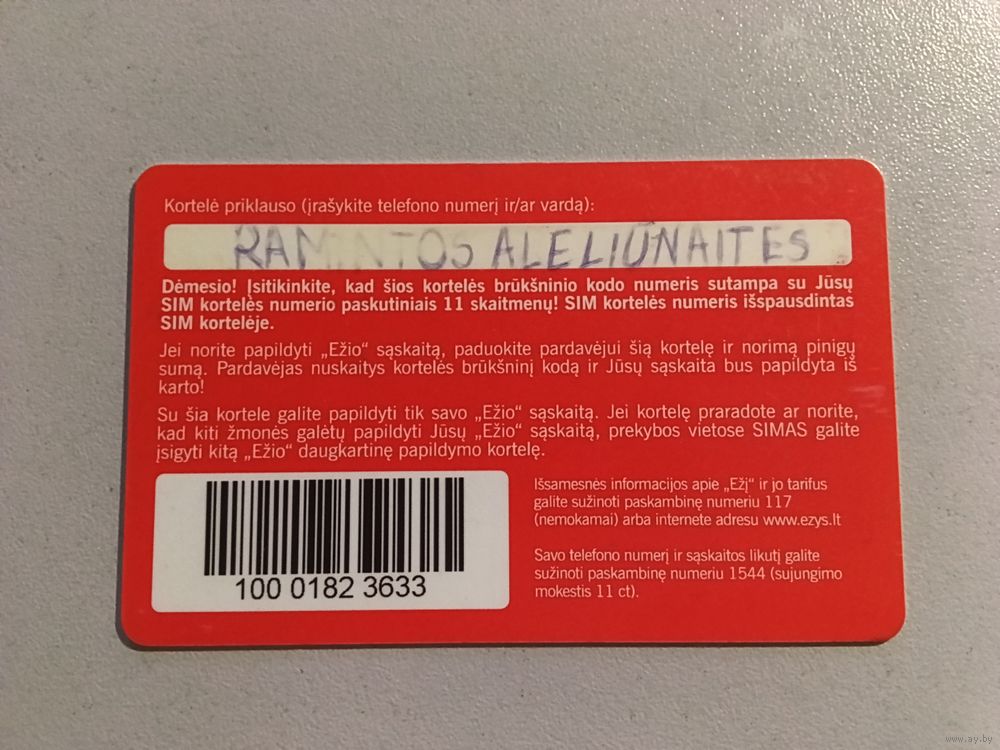 Kortelė priklauso (įrašykite telefono numerį ir/ar vardą):
RAMINTOS ALELIŪNAITES
Dėmesio! Įsitikinkite, kad šios kortelės brūkšninio kodo numeris sutampa su Jūsų
SIM kortelės numerio paskutiniais 11 skaitmenų! SIM kortelės numeris išspausdintas
SIM kortelėje.
Jei norite papildyti „Ežio“ sąskaitą, paduokite pardavėjui šią kortelę ir norimą pinigų
sumą. Pardavėjas nuskaitys kortelės brūkšninį kodą ir Jūsų sąskaita bus papildyta iš
karto!
Su šia kortele galite papildyti tik savo „Ežio“ sąskaitą. Jei kortelę praradote ar norite,
kad kiti žmonės galėtų papildyti Jūsų „Ežio“ sąskaitą, prekybos vietose SIMAS galite
įsigyti kitą „Ežio“ daugkartinę papildymo kortelę.
100 0182 3633
Išsamesnės informacijos apie „Ežį“ ir jo tarifus
galite sužinoti paskambinę numeriu 117
(nemokamai) arba internete adresu www.ezys.lt
Savo telefono numerį ir sąskaitos likutį galite
sužinoti paskambinę numeriu 1544 (sujungimo
mokestis 11 ct).
www.ay.by